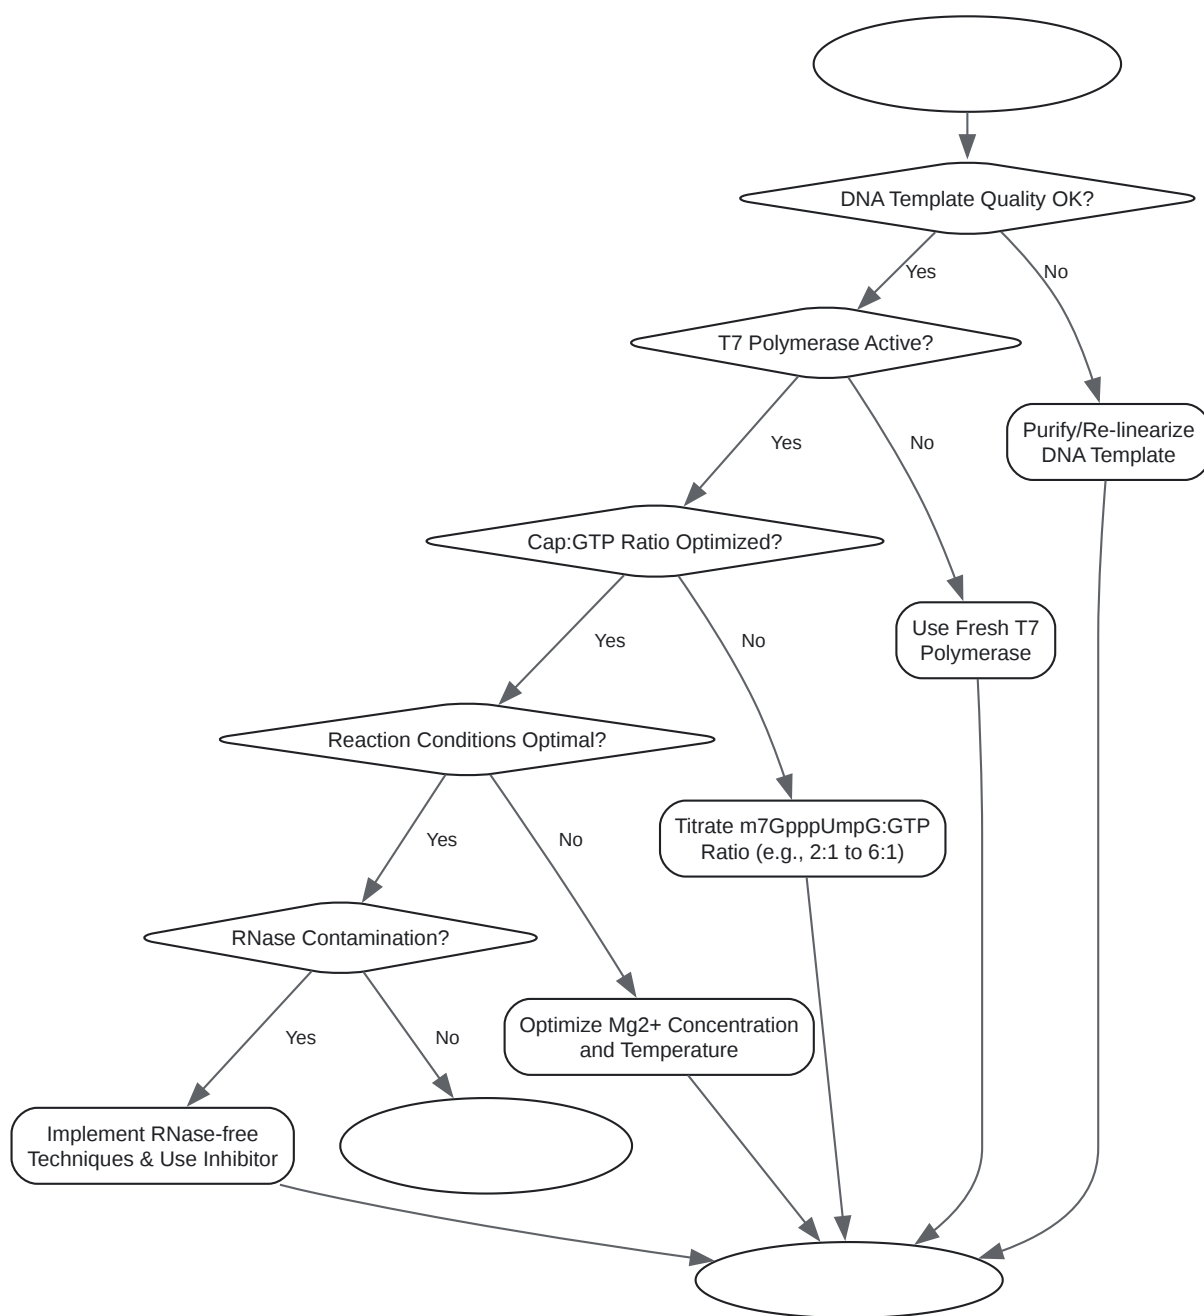 DNA Template Quality OK?
Yes
No
T7 Polymerase Active?
Purify/Re-linearize
DNA Template
Yes
No
Cap:GTP Ratio Optimized?
Use Fresh T7
Polymerase
Yes
No
Reaction Conditions Optimal?
Titrate m7GpppUmpG:GTP
Ratio (e.g., 2:1 to 6:1)
Yes
No
RNase Contamination?
Optimize Mg2+ Concentration
and Temperature
Yes
No
Implement RNase-free
Techniques & Use Inhibitor